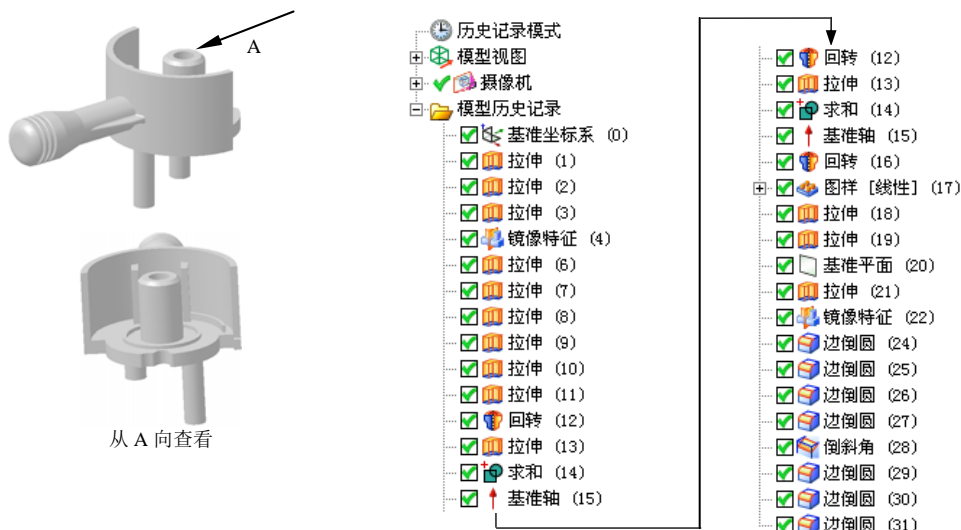 A
从 A 向查看
历史记录模式
模型视图
摄像机
模型历史记录
基准坐标系 (0)
拉伸 (1)
拉伸 (2)
拉伸 (3)
镜像特征 (4)
拉伸 (6)
拉伸 (7)
拉伸 (8)
拉伸 (9)
拉伸 (10)
拉伸 (11)
回转 (12)
拉伸 (13)
求和 (14)
基准轴 (15)
回转 (12)
拉伸 (13)
求和 (14)
基准轴 (15)
回转 (16)
图样 [线性] (17)
拉伸 (18)
拉伸 (19)
基准平面 (20)
拉伸 (21)
镜像特征 (22)
边倒圆 (24)
边倒圆 (25)
边倒圆 (26)
边倒圆 (27)
倒斜角 (28)
边倒圆 (29)
边倒圆 (30)
边倒圆 (31)